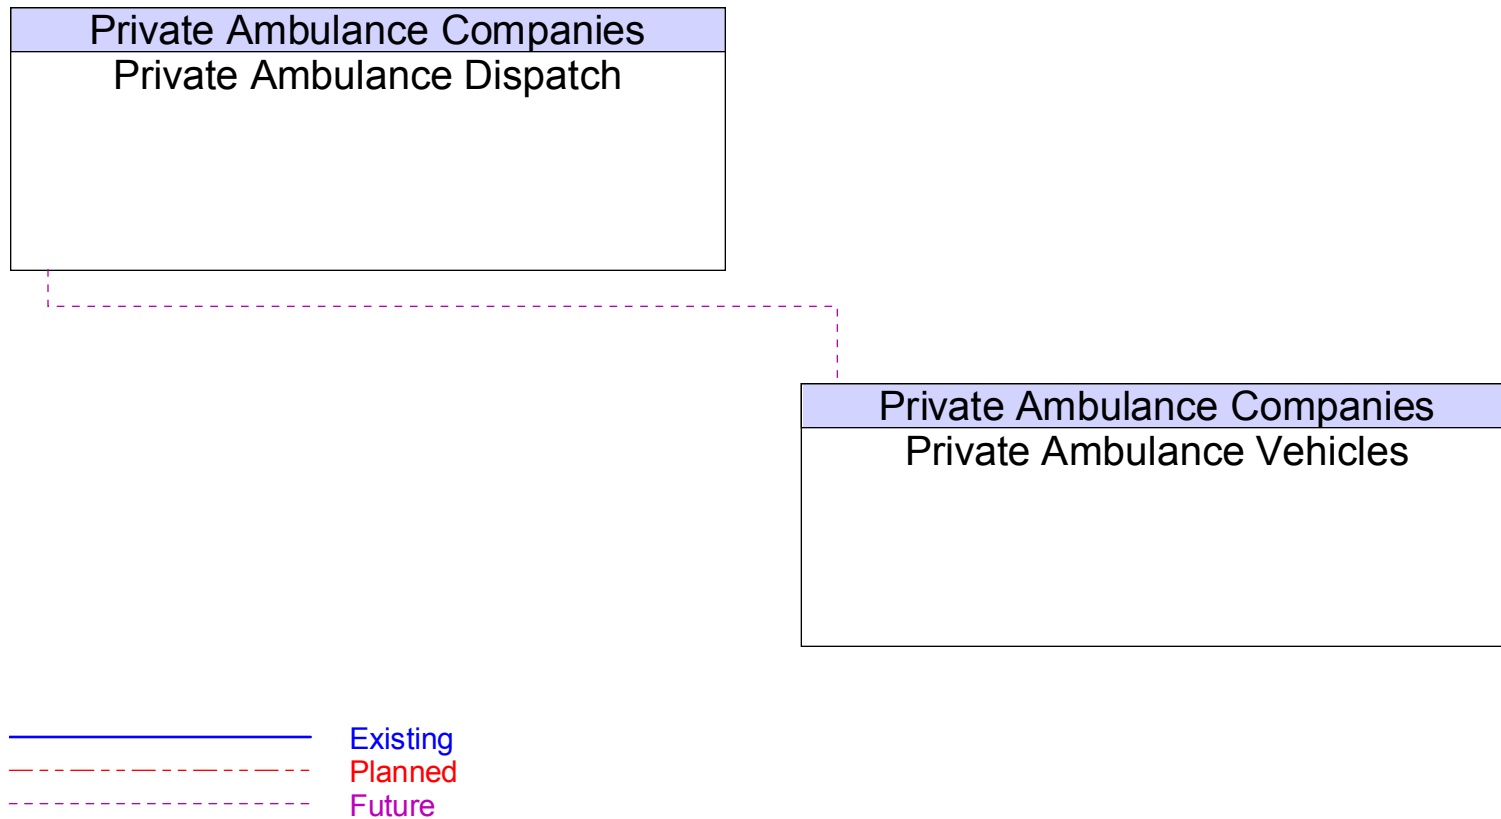 Private Ambulance Companies
Private Ambulance Dispatch
Private Ambulance Companies
Private Ambulance Vehicles
Existing
Planned
Future